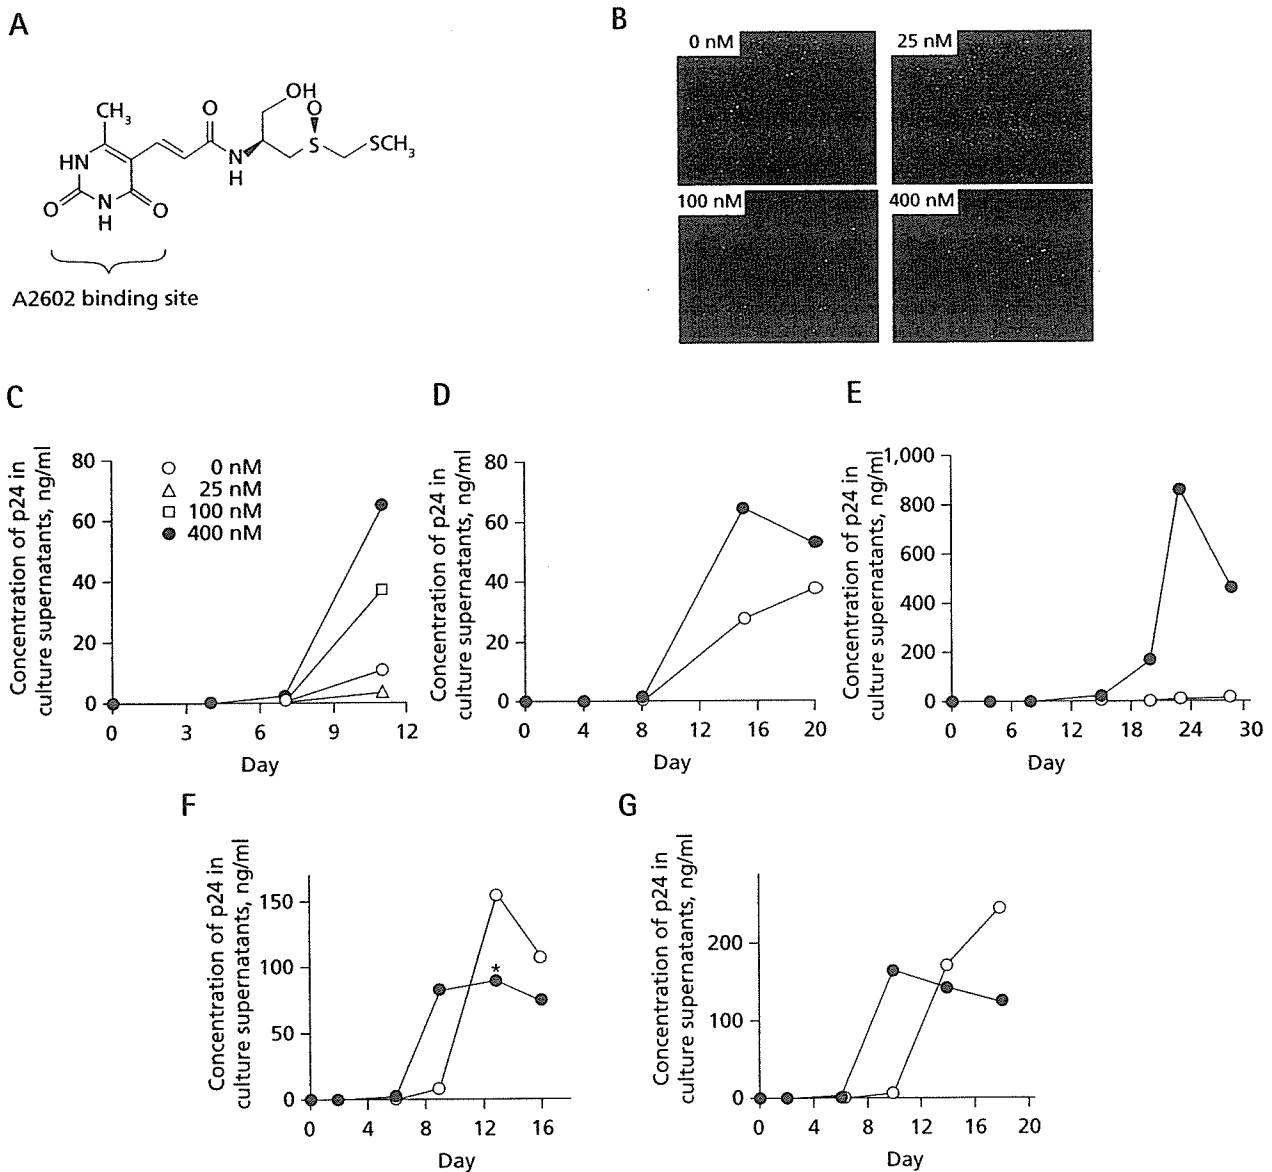 A
B
OH
CH3
O
O
HN
N
H
S
SCH3
O
N
H
O
A2602 binding site
0 nM
25 nM
100 nM
400 nM
C
D
E
Concentration of p24 in
culture supernatants, ng/ml
80
60
40
20
0
0 nM
25 nM
100 nM
400 nM
0
3
6
9
12
Day
Concentration of p24 in
culture supernatants, ng/ml
80
60
40
20
0
0
4
8
12
16
20
Day
Concentration of p24 in
culture supernatants, ng/ml
1,000
800
600
400
200
0
0
6
12
18
24
30
Day
F
G
Concentration of p24 in
culture supernatants, ng/ml
150
100
50
0
*
0
4
8
12
16
Day
Concentration of p24 in
culture supernatants, ng/ml
200
100
0
0
4
8
12
16
20
Day